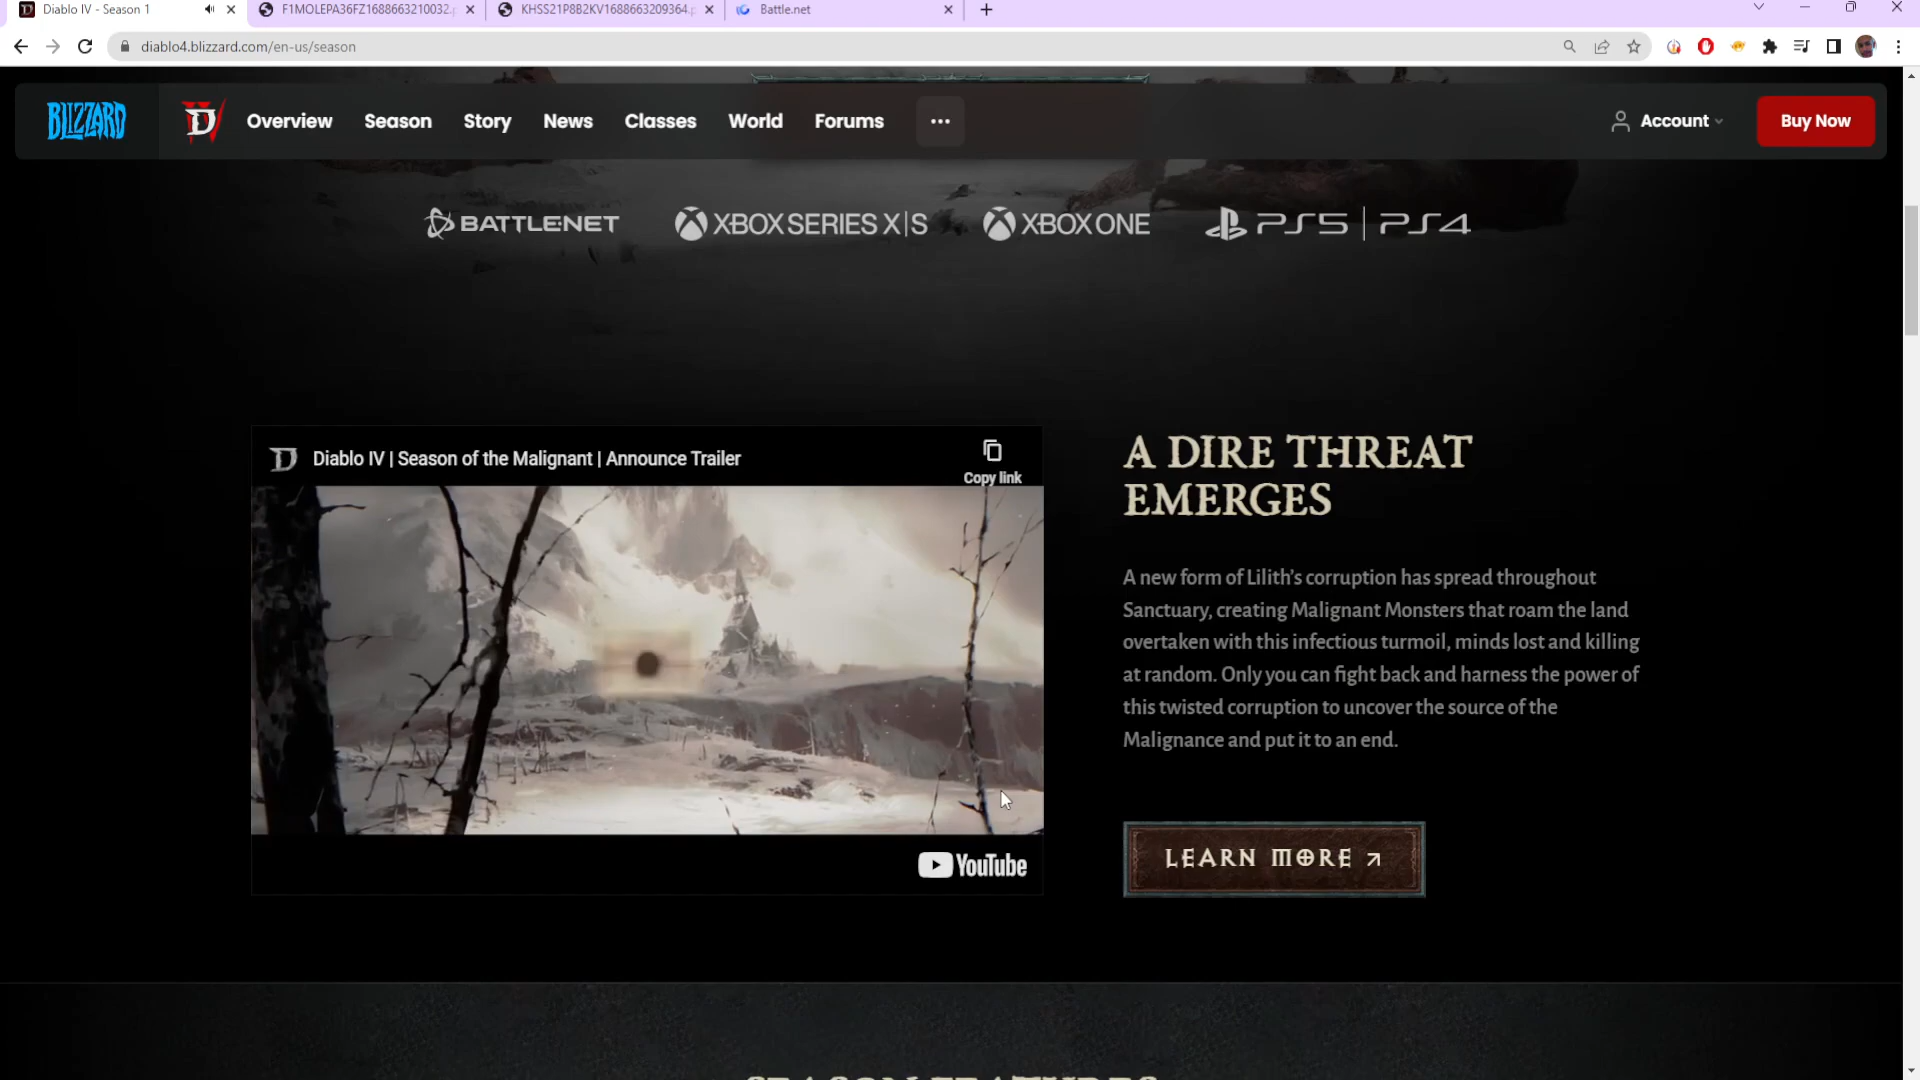 Diablo IV - Season 1
F1MOLEPA36FZ1688663210032.p
KHSS21P8B2KV1688663209364.p
Battle.net
diablo4.blizzard.com/en-us/season
BLIZZARD
Overview
Season
Story
News
Classes
World
Forums
Account
Buy Now
BATTLE.NET
XBOX SERIES X|S
XBOX ONE
PS5 | PS4
Diablo IV | Season of the Malignant | Announce Trailer
Copy link
YouTube
A DIRE THREAT
EMERGES
A new form of Lilith's corruption has spread throughout
Sanctuary, creating Malignant Monsters that roam the land
overtaken with this infectious turmoil, minds lost and killing
at random. Only you can fight back and harness the power of
this twisted corruption to uncover the source of the
Malignance and put it to an end.
LEARN MORE
SEASON FEATURES